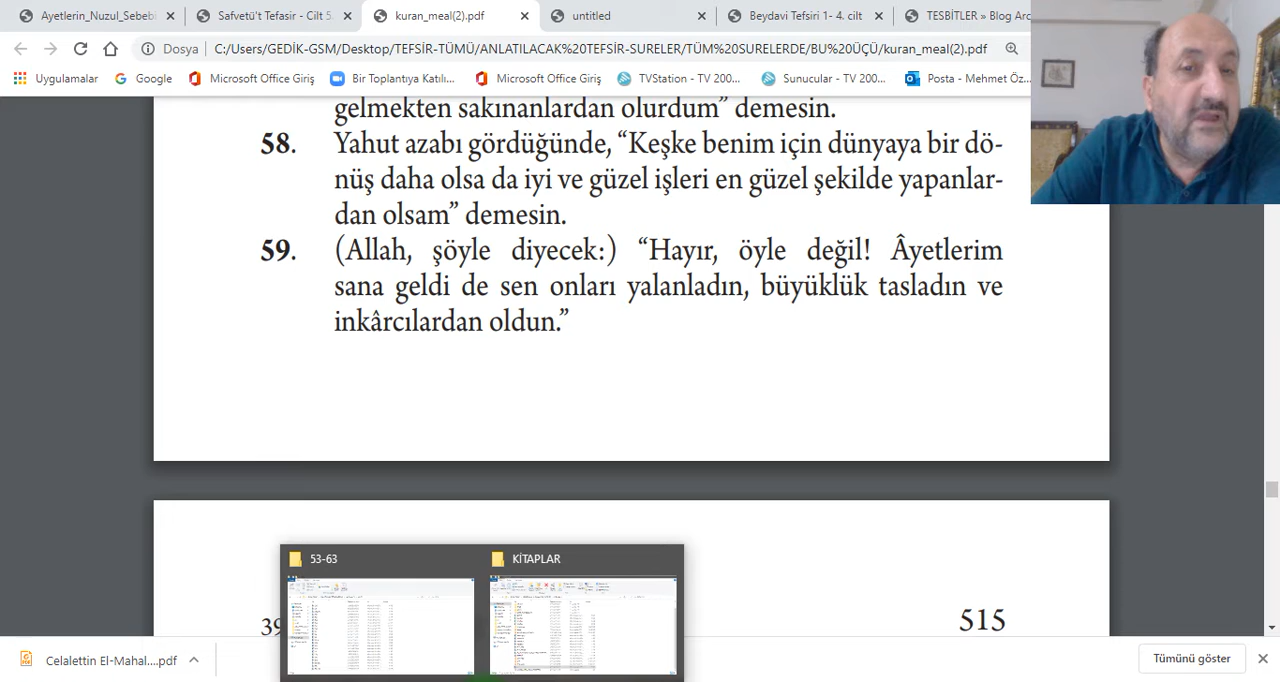 Ayetlerin_Nuzul_Sebebi
Safvetü't Tefasir - Cilt 5.
kuran_meal(2).pdf
untitled
Beydavi Tefsiri 1- 4. cilt
TESBİTLER » Blog Arc
Dosya
C:/Users/GEDİK-GSM/Desktop/TEFSİR-TÜMÜ/ANLATILACAK%20TEFSİR-SURELER/TÜM%20SURELERDE/BU%20ÜÇÜ/kuran_meal(2).pdf
Uygulamalar
Google
Microsoft Office Giriş
Bir Toplantıya Katılı...
Microsoft Office Giriş
TVStation - TV 200...
Sunucular - TV 200...
Posta - Mehmet Öz...
gelmekten sakınanlardan olurdum” demesin.
58. Yahut azabı gördüğünde, “Keşke benim için dünyaya bir dö-
nüş daha olsa da iyi ve güzel işleri en güzel şekilde yapanlar-
dan olsam” demesin.
59. (Allah, şöyle diyecek:) “Hayır, öyle değil! Âyetlerim
sana geldi de sen onları yalanladın, büyüklük tasladın ve
inkârcılardan oldun.”
53-63
KİTAPLAR
39
515
Celalettin El-Mahal....pdf
Tümünü göster